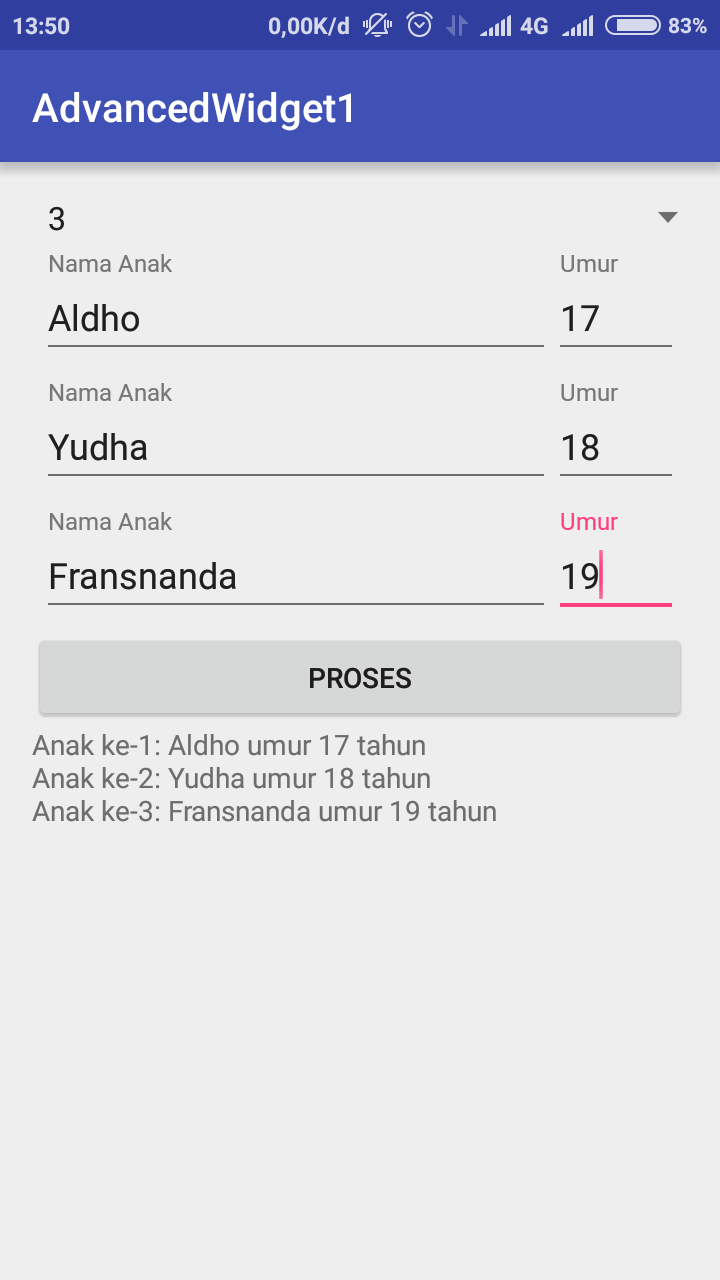 13:50 0,00K/d 4G 83%
AdvancedWidget1
3
Nama Anak Umur
Aldho 17
Nama Anak Umur
Yudha 18
Nama Anak Umur
Fransnanda 19
PROSES
Anak ke-1: Aldho umur 17 tahun
Anak ke-2: Yudha umur 18 tahun
Anak ke-3: Fransnanda umur 19 tahun